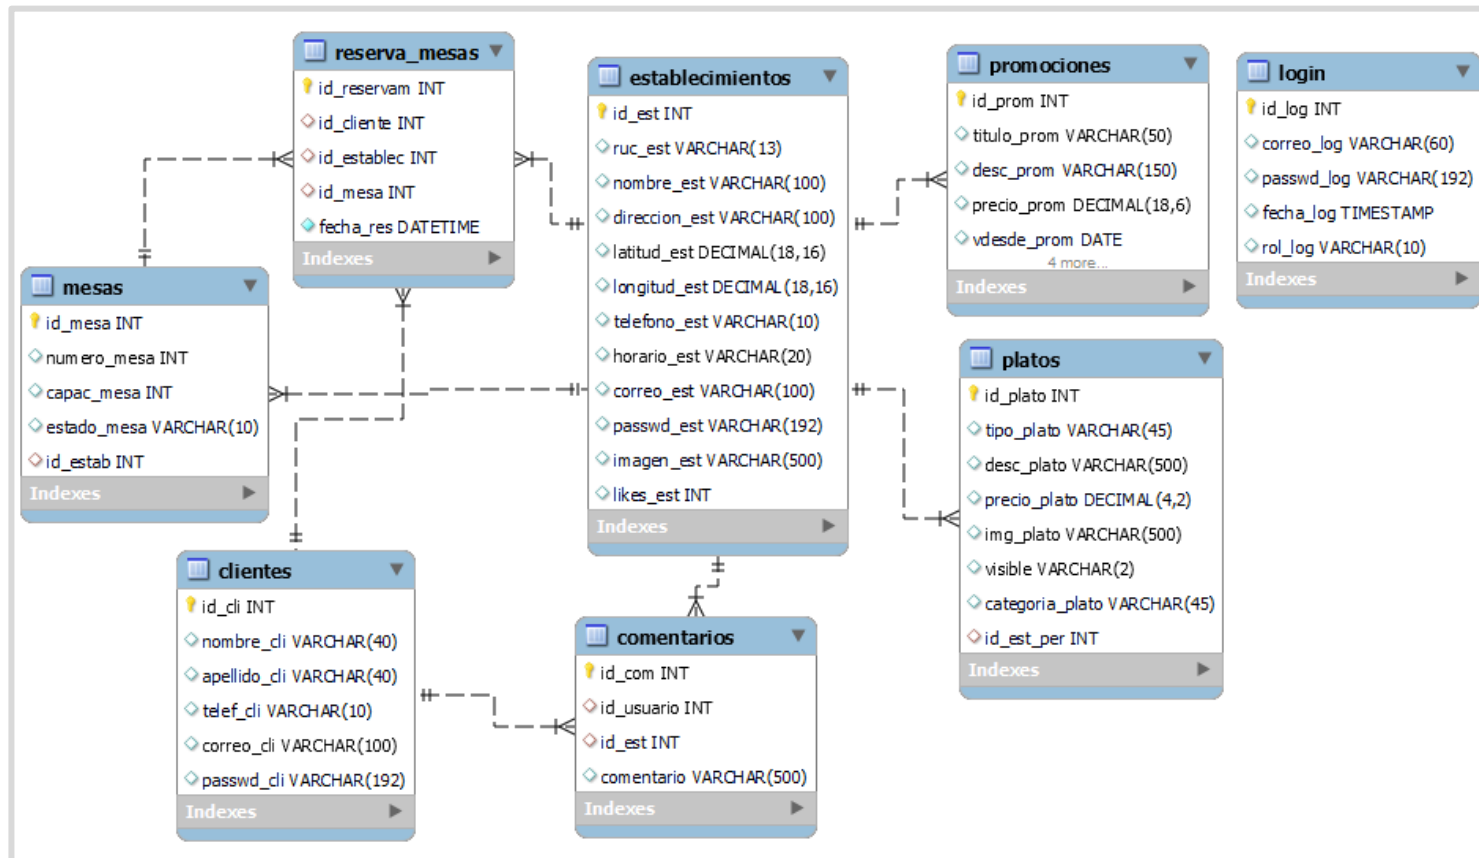 reserva_mesas
id_reservam INT
id_cliente INT
id_establec INT
id_mesa INT
fecha_res DATETIME
Indexes
establecimientos
id_est INT
ruc_est VARCHAR(13)
nombre_est VARCHAR(100)
direccion_est VARCHAR(100)
latitud_est DECIMAL(18,16)
longitud_est DECIMAL(18,16)
telefono_est VARCHAR(10)
horario_est VARCHAR(20)
correo_est VARCHAR(100)
passwd_est VARCHAR(192)
imagen_est VARCHAR(500)
likes_est INT
Indexes
promociones
id_prom INT
titulo_prom VARCHAR(50)
desc_prom VARCHAR(150)
precio_prom DECIMAL(18,6)
vdesde_prom DATE
4 more...
Indexes
login
id_log INT
correo_log VARCHAR(60)
passwd_log VARCHAR(192)
fecha_log TIMESTAMP
rol_log VARCHAR(10)
Indexes
mesas
id_mesa INT
numero_mesa INT
capac_mesa INT
estado_mesa VARCHAR(10)
id_estab INT
Indexes
platos
id_plato INT
tipo_plato VARCHAR(45)
desc_plato VARCHAR(500)
precio_plato DECIMAL(4,2)
img_plato VARCHAR(500)
visible VARCHAR(2)
categoria_plato VARCHAR(45)
id_est_per INT
Indexes
clientes
id_cli INT
nombre_cli VARCHAR(40)
apellido_cli VARCHAR(40)
telef_cli VARCHAR(10)
correo_cli VARCHAR(100)
passwd_cli VARCHAR(192)
Indexes
comentarios
id_com INT
id_usuario INT
id_est INT
comentario VARCHAR(500)
Indexes